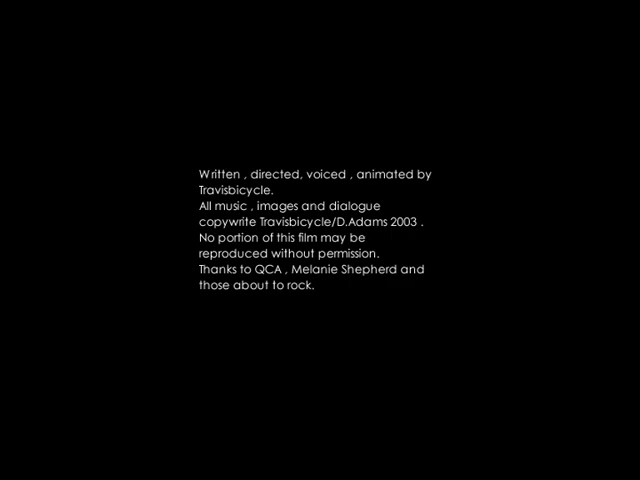 Written , directed, voiced , animated by
Travisbicycle.
All music , images and dialogue
copywrite Travisbicycle/D.Adams 2003 .
No portion of this film may be
reproduced without permission.
Thanks to QCA , Melanie Shepherd and
those about to rock.